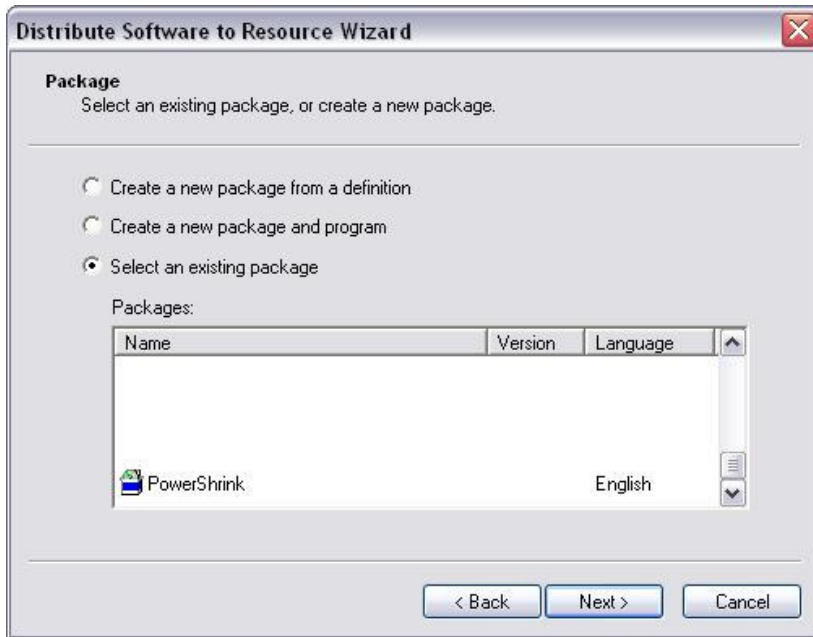 Distribute Software to Resource Wizard
Package
Select an existing package, or create a new package.
Create a new package from a definition
Create a new package and program
Select an existing package
Packages:
Name Version Language
PowerShrink English
< Back Next > Cancel